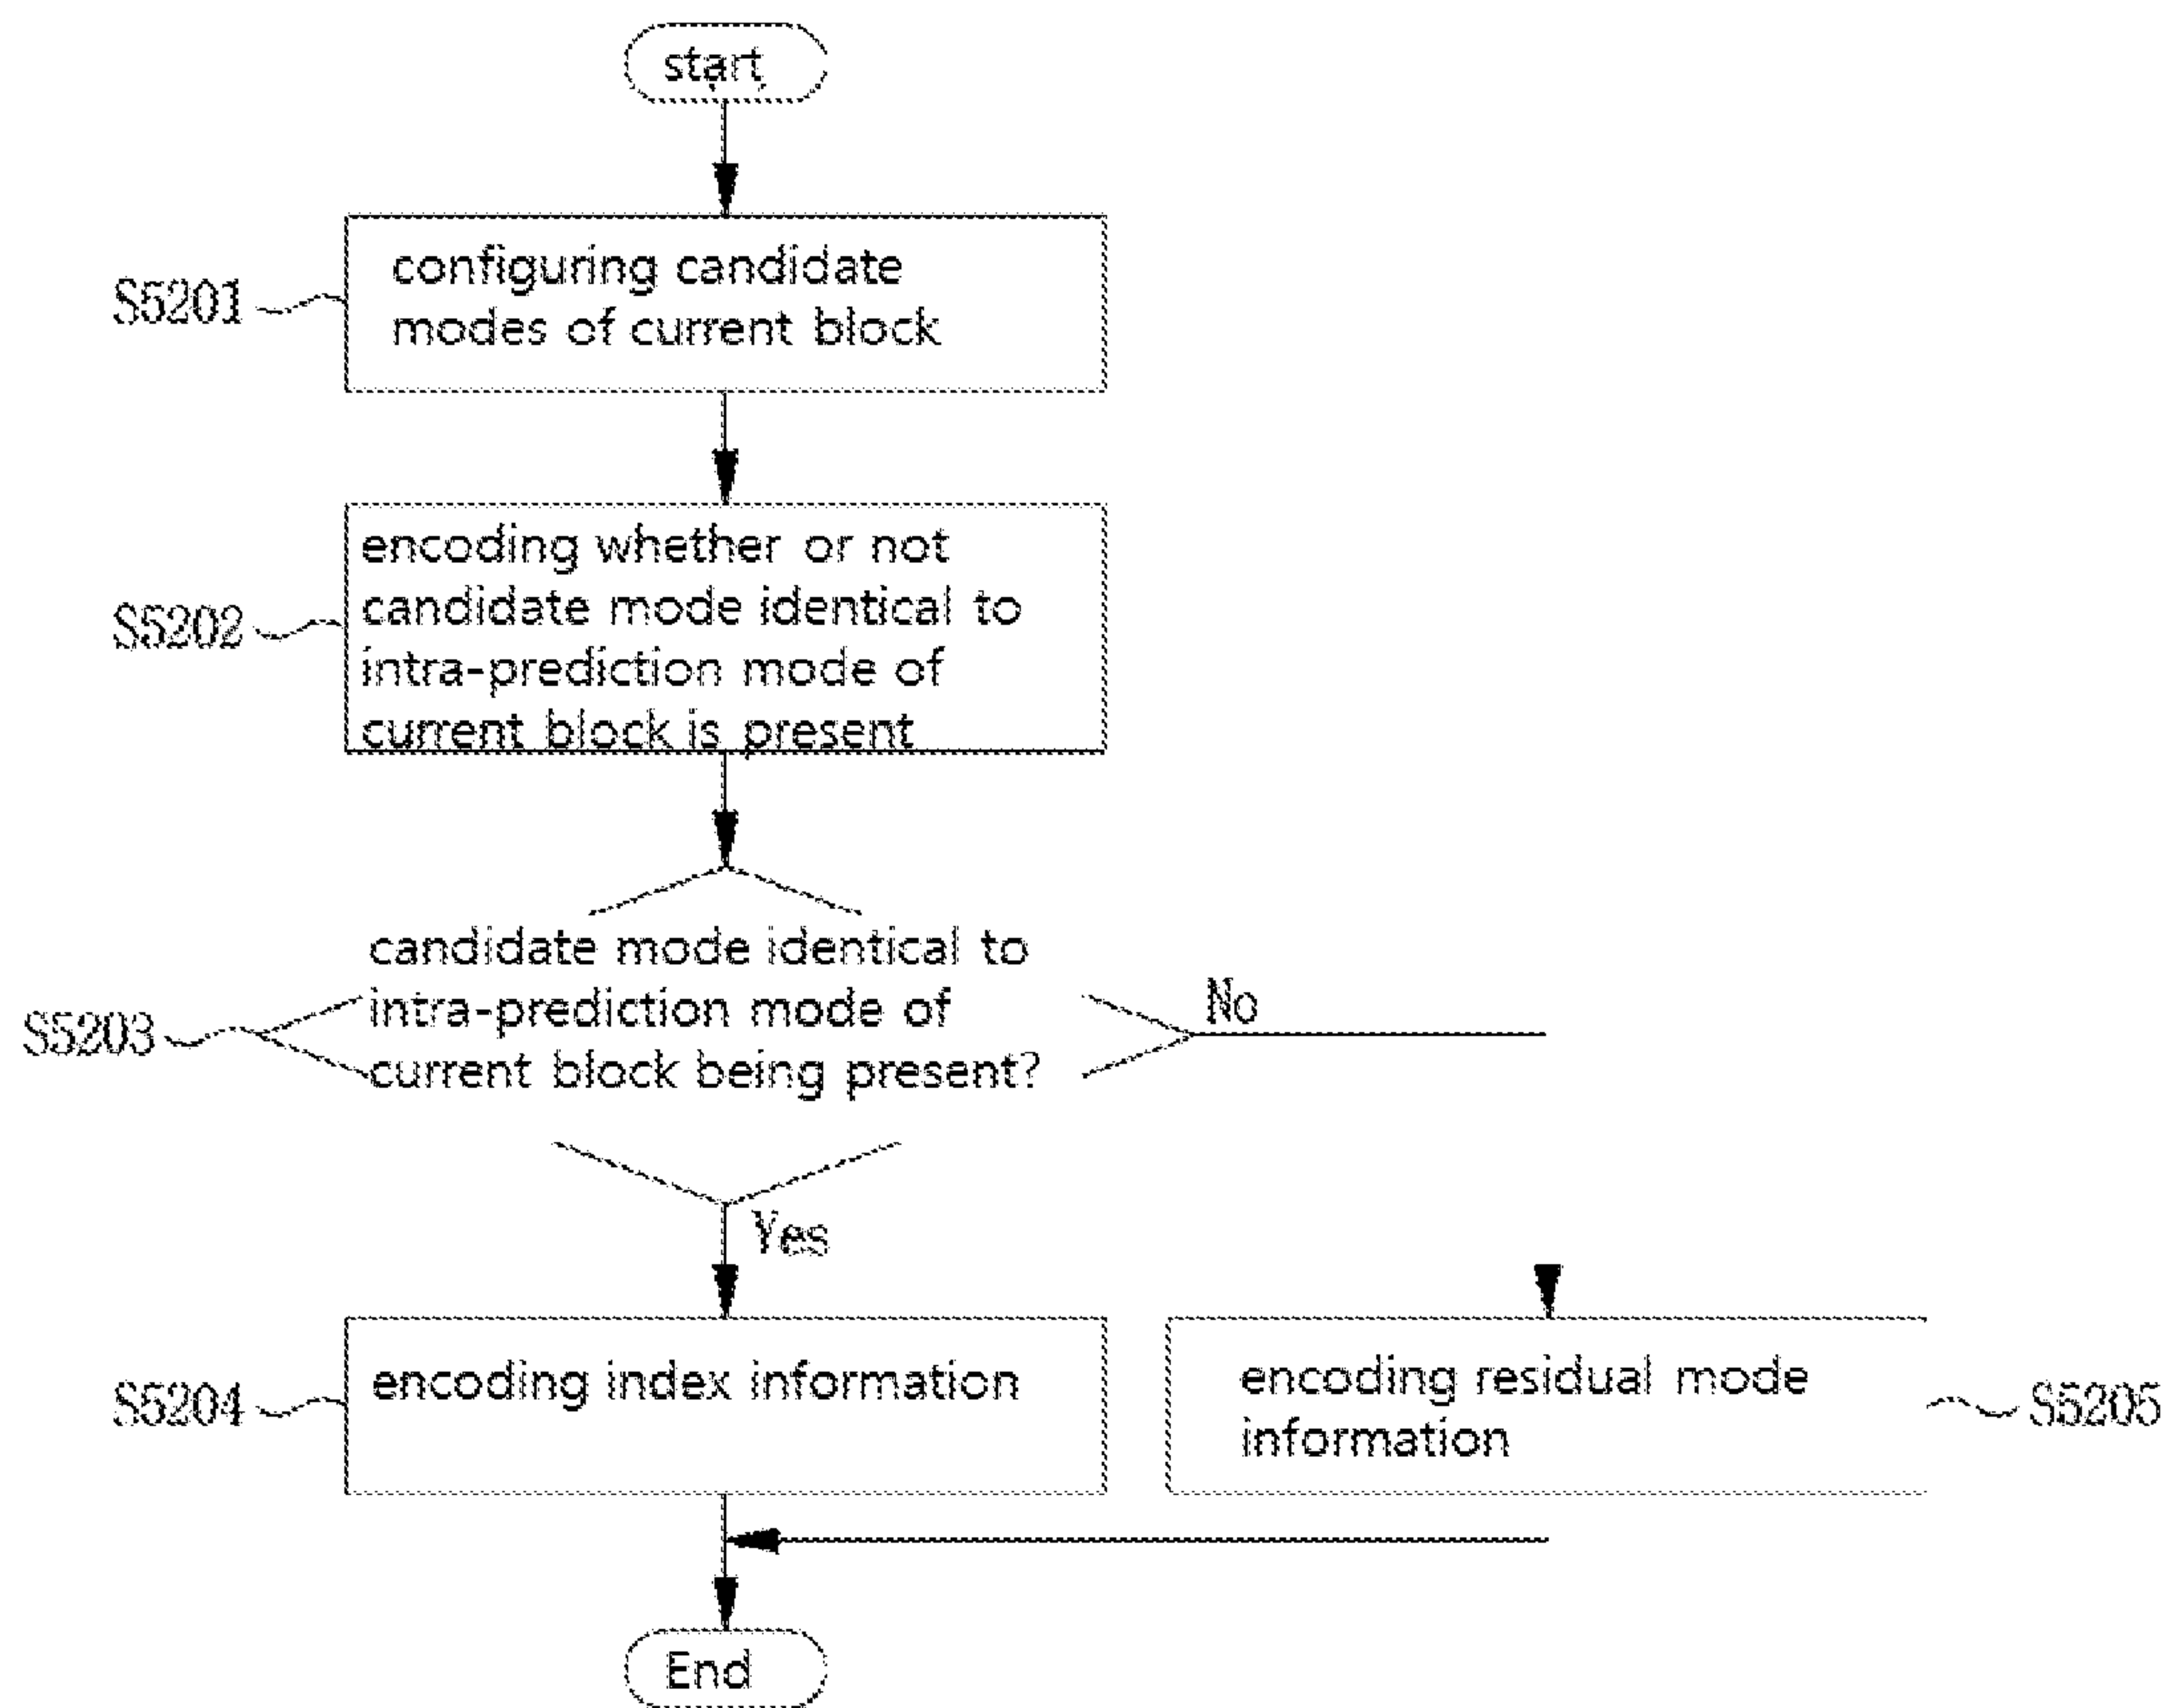 start
S5201
configuring candidate
modes of current block
S5202
encoding whether or not
candidate mode identical to
intra-prediction mode of
current block is present
S5203
candidate mode identical to
intra-prediction mode of
current block being present?
No
Yes
S5204
encoding index information
encoding residual mode
information
S5205
End